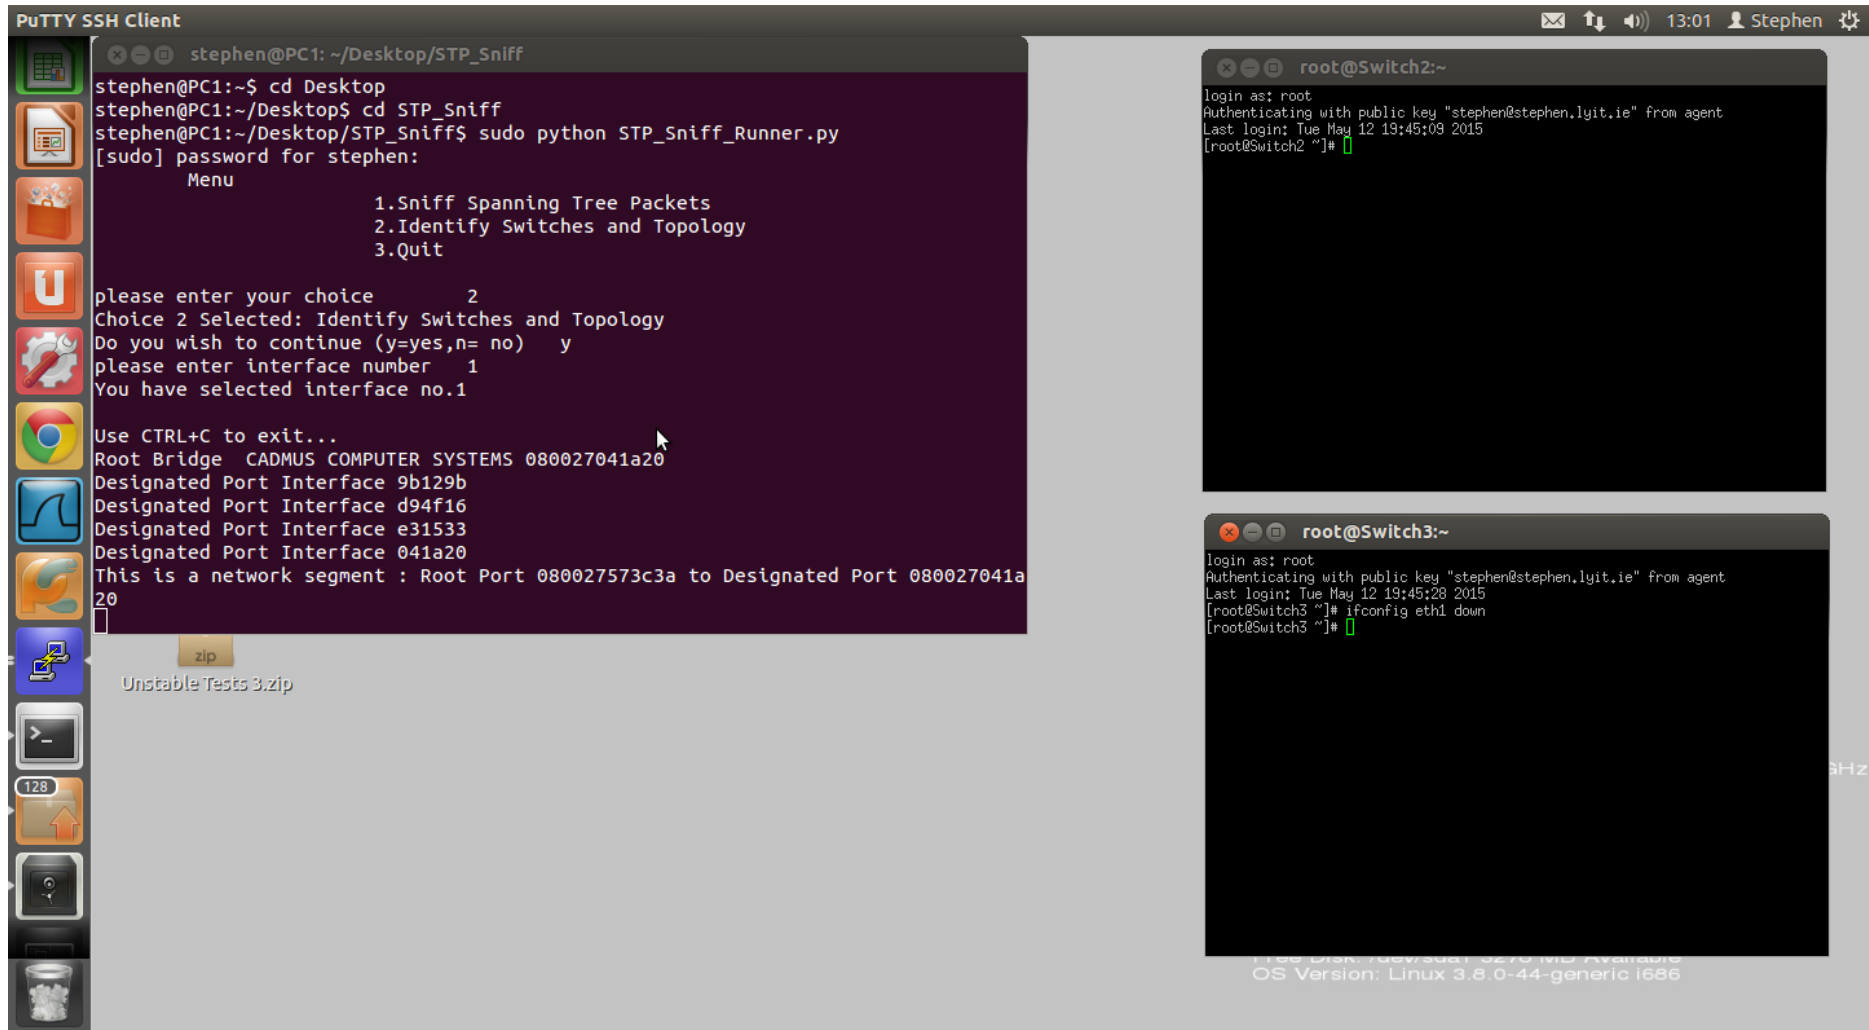 PuTTY SSH Client
13:01 Stephen
stephen@PC1: ~/Desktop/STP_Sniff
stephen@PC1:~$ cd Desktop
stephen@PC1:~/Desktop$ cd STP_Sniff
stephen@PC1:~/Desktop/STP_Sniff$ sudo python STP_Sniff_Runner.py
[sudo] password for stephen:
Menu
1.Sniff Spanning Tree Packets
2.Identify Switches and Topology
3.Quit
please enter your choice 2
Choice 2 Selected: Identify Switches and Topology
Do you wish to continue (y=yes,n= no) y
please enter interface number 1
You have selected interface no.1
Use CTRL+C to exit...
Root Bridge CADMUS COMPUTER SYSTEMS 080027041a20
Designated Port Interface 9b129b
Designated Port Interface d94f16
Designated Port Interface e31533
Designated Port Interface 041a20
This is a network segment : Root Port 080027573c3a to Designated Port 080027041a
20
zip
Unstable Tests 3.zip
128
root@Switch2:~
login as: root
Authenticating with public key "stephen@stephen.lyit.ie" from agent
Last login: Tue May 12 19:45:09 2015
[root@Switch2 ~]#
root@Switch3:~
login as: root
Authenticating with public key "stephen@stephen.lyit.ie" from agent
Last login: Tue May 12 19:45:28 2015
[root@Switch3 ~]# ifconfig eth1 down
[root@Switch3 ~]#
GHz
Free Disk: /dev/sda1 3276 MB Available
OS Version: Linux 3.8.0-44-generic i686